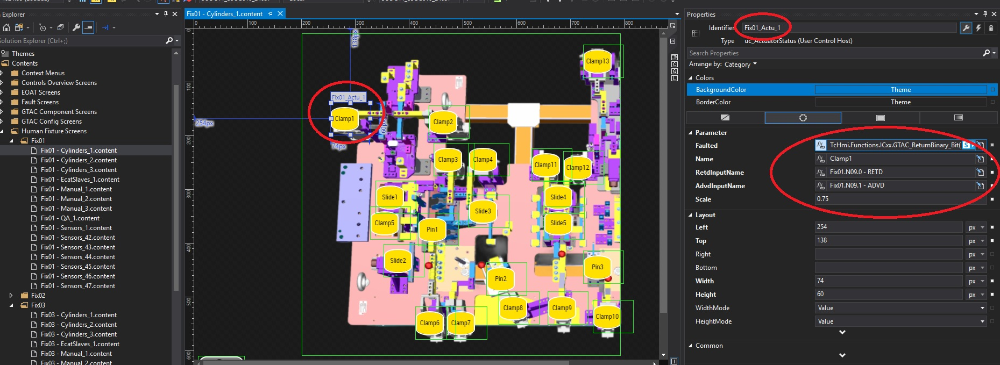 Explorer
Solution Explorer (Ctrl+;)
Themes
Contents
Context Menus
Controls Overview Screens
EOAT Screens
Fault Screens
GTAC Component Screens
GTAC Config Screens
Human Fixture Screens
Fix01
Fix01 - Cylinders_1.content
Fix01 - Cylinders_2.content
Fix01 - Cylinders_3.content
Fix01 - EcatSlaves_1.content
Fix01 - Manual_1.content
Fix01 - Manual_2.content
Fix01 - Manual_3.content
Fix01 - QA_1.content
Fix01 - Sensors_1.content
Fix01 - Sensors_42.content
Fix01 - Sensors_43.content
Fix01 - Sensors_44.content
Fix01 - Sensors_45.content
Fix01 - Sensors_46.content
Fix01 - Sensors_47.content
Fix02
Fix03
Fix03 - Cylinders_1.content
Fix03 - Cylinders_2.content
Fix03 - Cylinders_3.content
Fix03 - EcatSlaves_1.content
Fix03 - Manual_1.content
Fix03 - Manual_2.content
Fix01 - Cylinders_1.content
0 100 200 300 400 500 600 700 800
0
100
200
300
400
500
600
138px
Fix01_Actu_1
254px
60px
74px
Clamp13
Clamp1
Clamp2
Clamp3
Clamp4
Clamp11
Clamp12
Slide1
Slide4
Slide3
Clamp5
Slide5
Pin1
Slide2
Pin3
Pin2
Clamp8
Clamp9
Clamp10
Clamp6
Clamp7
C
G
L
Properties
Identifier Fix01_Actu_1
Type uc_ActuatorStatus (User Control Host)
Search Properties
Arrange by: Category
Colors
BackgroundColor Theme
BorderColor Theme
Parameter
Faulted TcHmi.Functions.ICxx.GTAC_ReturnBinary_Bit(
Name Clamp1
RetdInputName Fix01.N09.0 - RETD
AdvdInputName Fix01.N09.1 - ADVD
Scale 0.75
Layout
Left 254 px
Top 138 px
Right px
Bottom px
Width 74 px
Height 60 px
WidthMode Value
HeightMode Value
Common